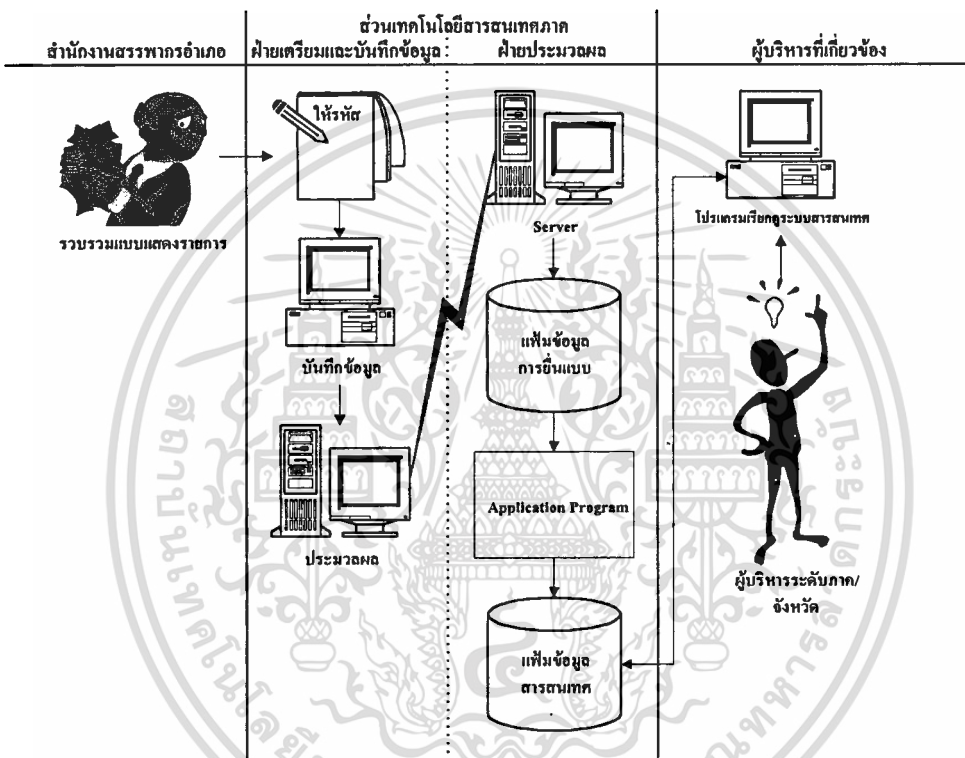 ส่วนเทคโนโลยีสารสนเทศภาค
สำนักงานสรรพากรอำเภอ
ฝ่ายเตรียมและบันทึกข้อมูล
ฝ่ายประมวลผล
ผู้บริหารที่เกี่ยวข้อง
ให้รหัส
รวบรวมแบบแสดงรายการ
บันทึกข้อมูล
ประมวลผล
Server
แฟ้มข้อมูล
การยื่นแบบ
Application Program
แฟ้มข้อมูล
สารสนเทศ
โปรแกรมเรียกดูระบบสารสนเทศ
ผู้บริหารระดับภาค/
จังหวัด